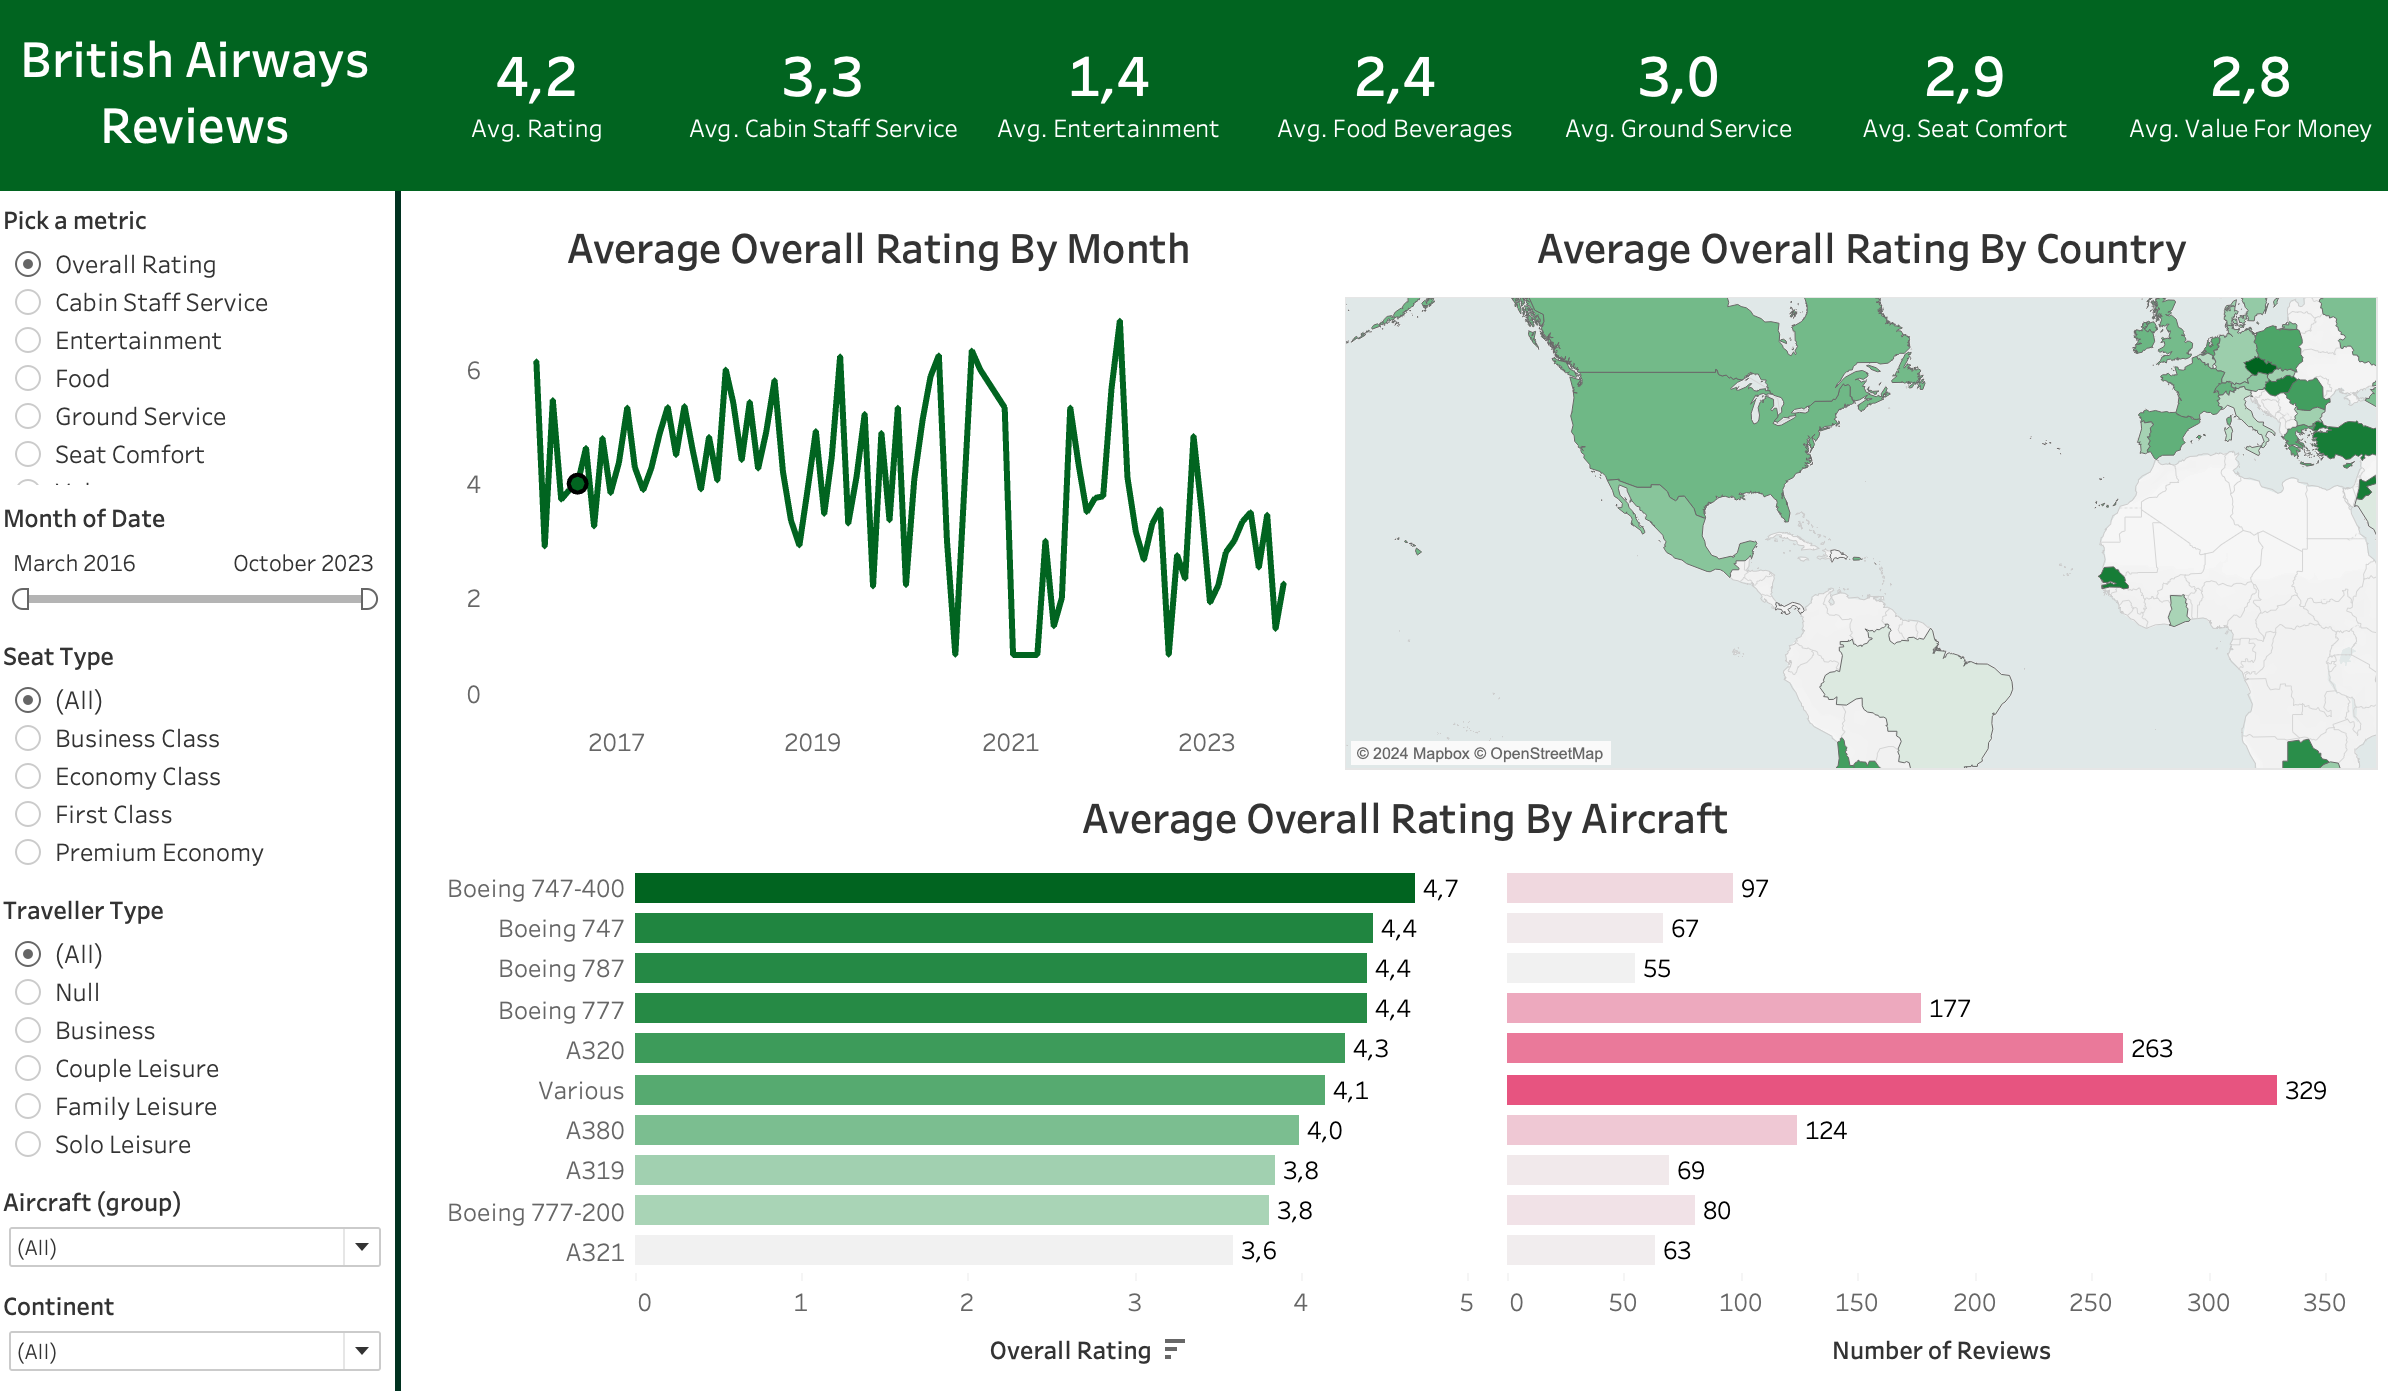 British Airways
Reviews
4,2
Avg. Rating
3,3
Avg. Cabin Staff Service
1,4
Avg. Entertainment
2,4
Avg. Food Beverages
3,0
Avg. Ground Service
2,9
Avg. Seat Comfort
2,8
Avg. Value For Money
Pick a metric
Overall Rating
Cabin Staff Service
Entertainment
Food
Ground Service
Seat Comfort
Month of Date
March 2016 October 2023
Seat Type
(All)
Business Class
Economy Class
First Class
Premium Economy
Traveller Type
(All)
Null
Business
Couple Leisure
Family Leisure
Solo Leisure
Aircraft (group)
(All)
Continent
(All)
Average Overall Rating By Month
6
4
2
0
2017 2019 2021 2023
Average Overall Rating By Country
© 2024 Mapbox © OpenStreetMap
Average Overall Rating By Aircraft
Boeing 747-400 4,7 97
Boeing 747 4,4 67
Boeing 787 4,4 55
Boeing 777 4,4 177
A320 4,3 263
Various 4,1 329
A380 4,0 124
A319 3,8 69
Boeing 777-200 3,8 80
A321 3,6 63
0 1 2 3 4 5 0 50 100 150 200 250 300 350
Overall Rating Number of Reviews